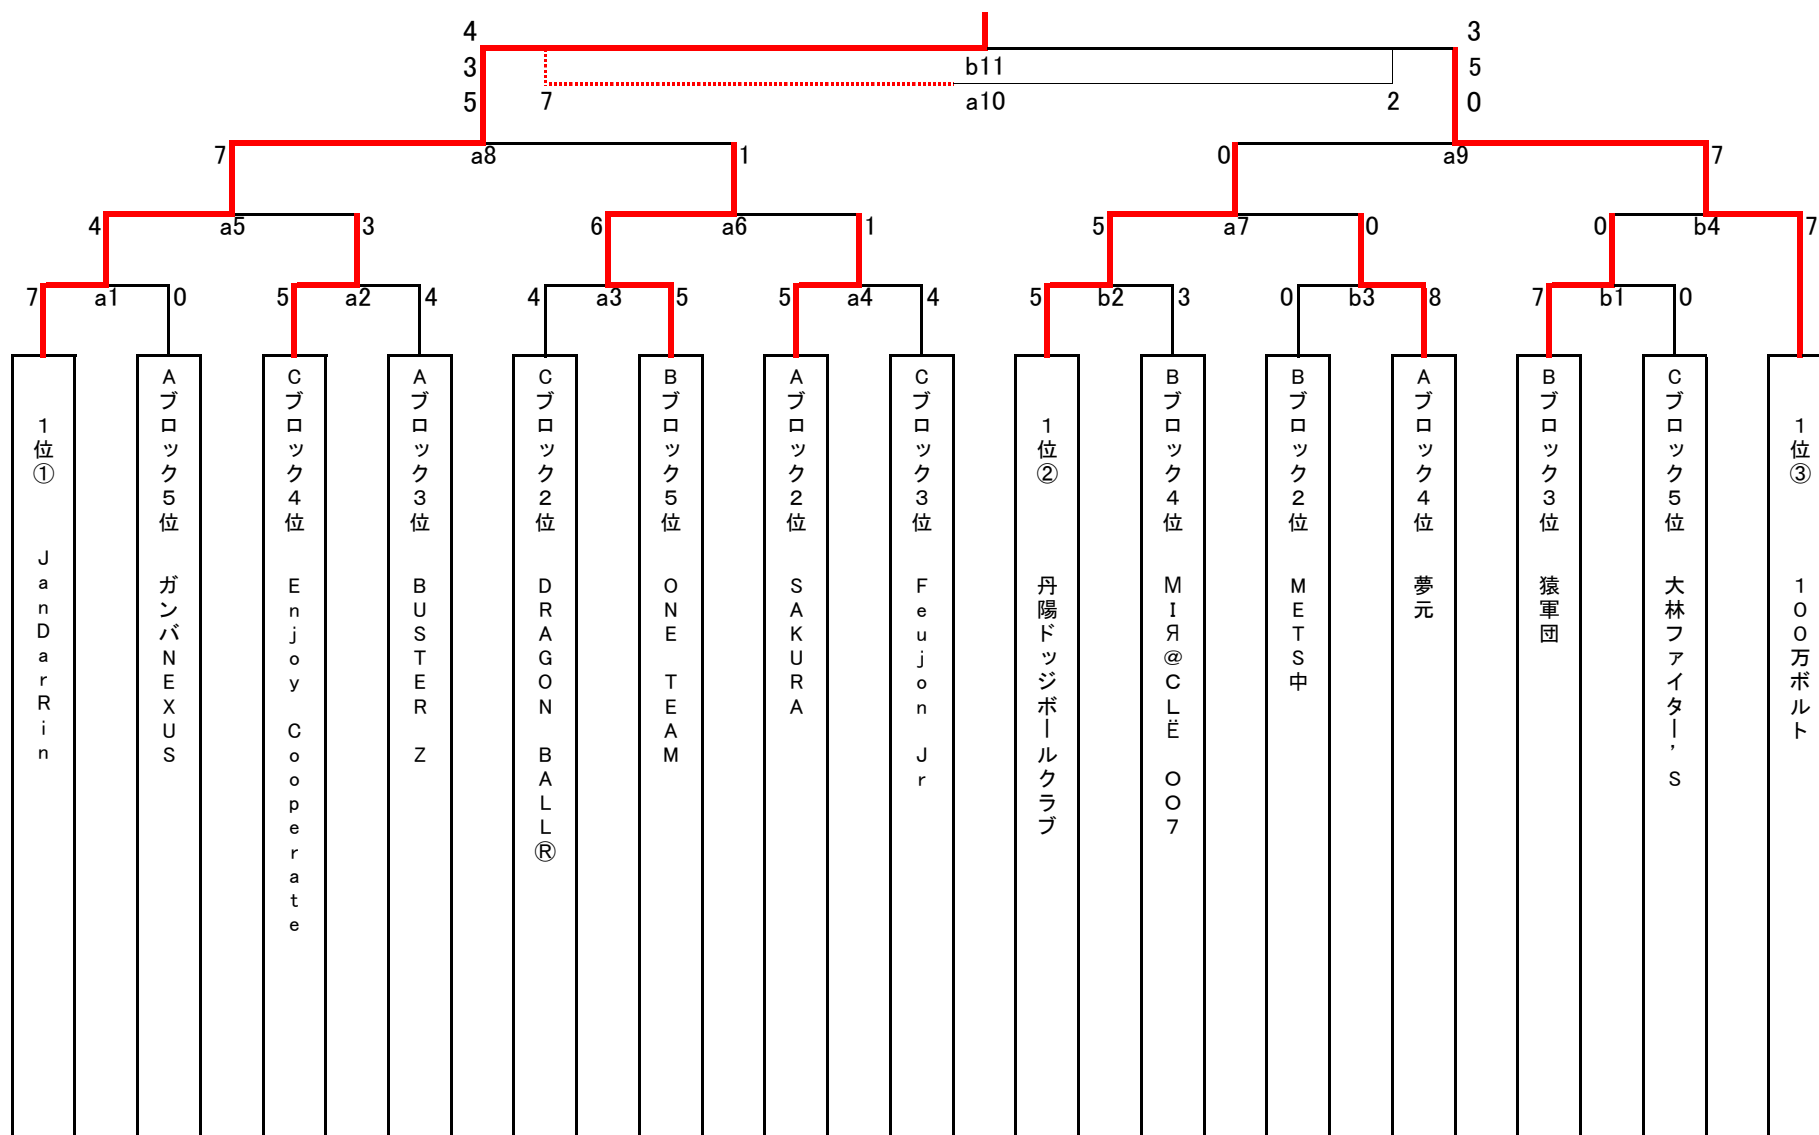 4 3
3 b11 5
5 7 a10 2 0
7 a8 1 0 a9 7
4 a5 3 6 a6 1 5 a7 0 0 b4 7
7 a1 0 5 a2 4 4 a3 5 5 a4 4 5 b2 3 0 b3 8 7 b1 0
1位① JanDarRin
Aブロック5位 ガンバNEXUS
Cブロック4位 Enjoy Cooperate
Aブロック3位 BUSTER Z
Cブロック2位 DRAGON BALLⓇ
Bブロック5位 ONE TEAM
Aブロック2位 SAKURA
Cブロック3位 Feujon Jr
1位② 丹陽ドッジボールクラブ
Bブロック4位 MIЯ@CLË OO7
Bブロック2位 METS中
Aブロック4位 夢元
Bブロック3位 猿軍団
Cブロック5位 大林ファイター’S
1位③ 100万ボルト